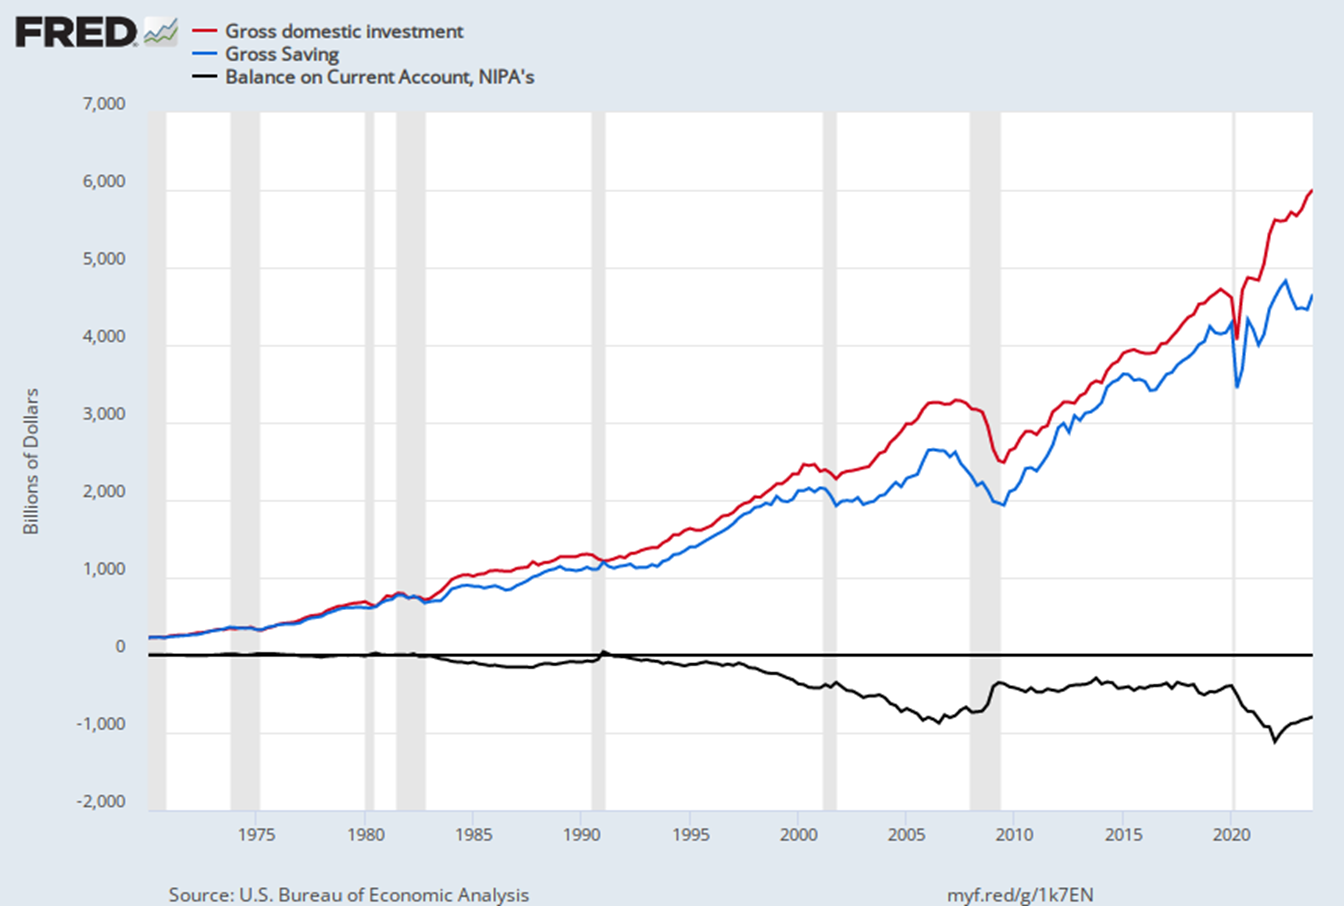 FRED
Gross domestic investment
Gross Saving
Balance on Current Account, NIPA's
7,000
6,000
5,000
4,000
3,000
2,000
1,000
0
-1,000
-2,000
Billions of Dollars
1975 1980 1985 1990 1995 2000 2005 2010 2015 2020
Source: U.S. Bureau of Economic Analysis
myf.red/g/1k7EN